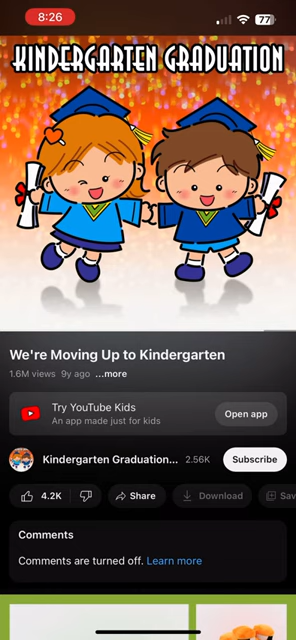 8:26
77
KINDERGARTEN GRADUATION
We're Moving Up to Kindergarten
1.6M views 9y ago ...more
Try YouTube Kids
An app made just for kids
Open app
Kindergarten Graduation... 2.56K Subscribe
4.2K Share Download Sav
Comments
Comments are turned off. Learn more